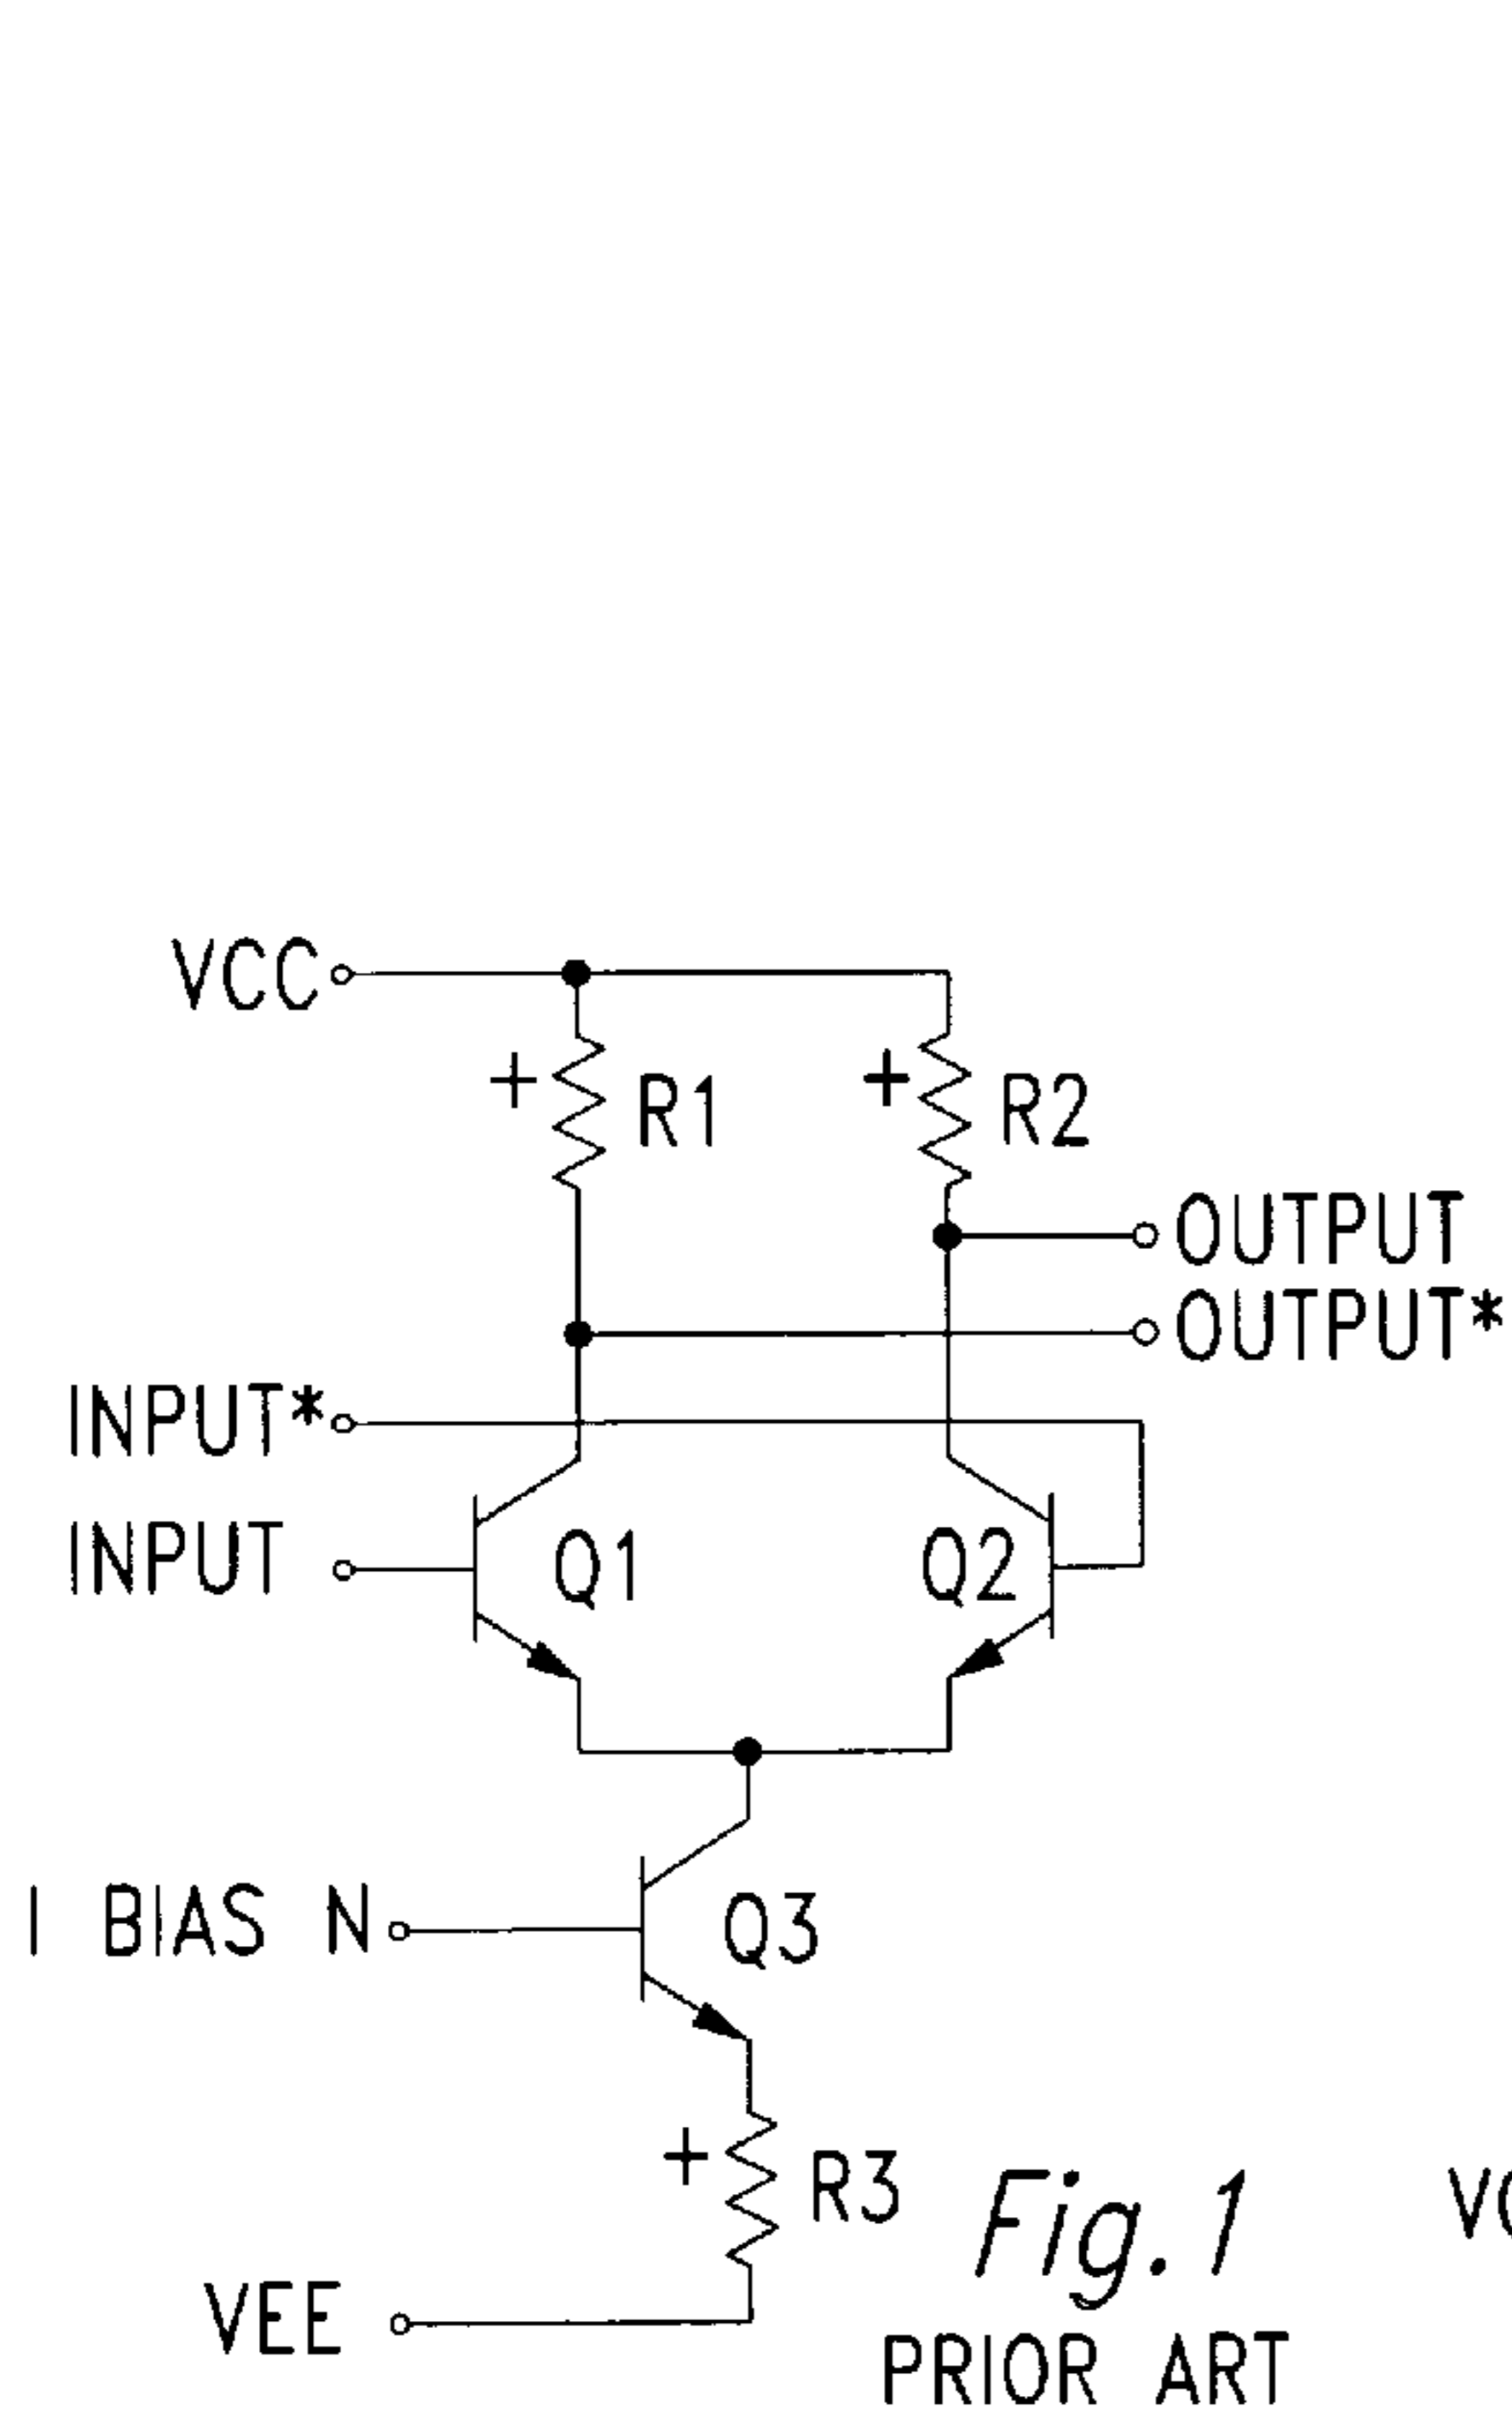 VCC
+ R1 + R2
OUTPUT
OUTPUT*
INPUT*
INPUT
Q1 Q2
I BIAS N
Q3
+ R3
VEE
Fig. 1
PRIOR ART